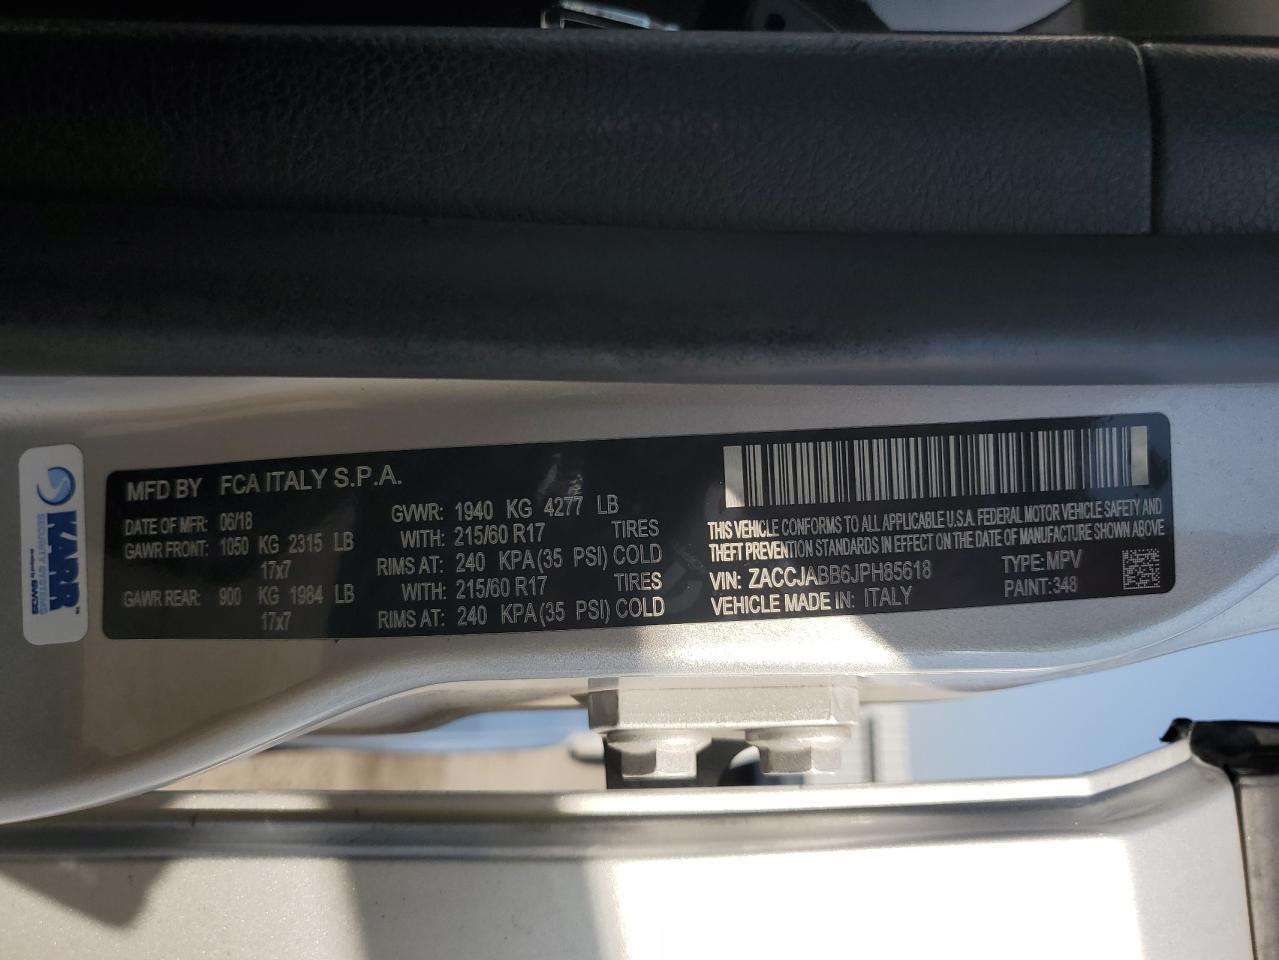 MFD BY FCA ITALY S.P.A.
DATE OF MFR: 06/18 GVWR: 1940 KG 4277 LB
GAWR FRONT: 1050 KG 2315 LB WITH: 215/60 R17 TIRES
17x7 RIMS AT: 240 KPA(35 PSI) COLD
GAWR REAR: 900 KG 1984 LB WITH: 215/60 R17 TIRES
17x7 RIMS AT: 240 KPA(35 PSI) COLD
THIS VEHICLE CONFORMS TO ALL APPLICABLE U.S.A. FEDERAL MOTOR VEHICLE SAFETY AND
THEFT PREVENTION STANDARDS IN EFFECT ON THE DATE OF MANUFACTURE SHOWN ABOVE
VIN: ZACCJABB6JPH85618 TYPE: MPV
VEHICLE MADE IN: ITALY PAINT: 348
KARR
SECURITY SYSTEMS